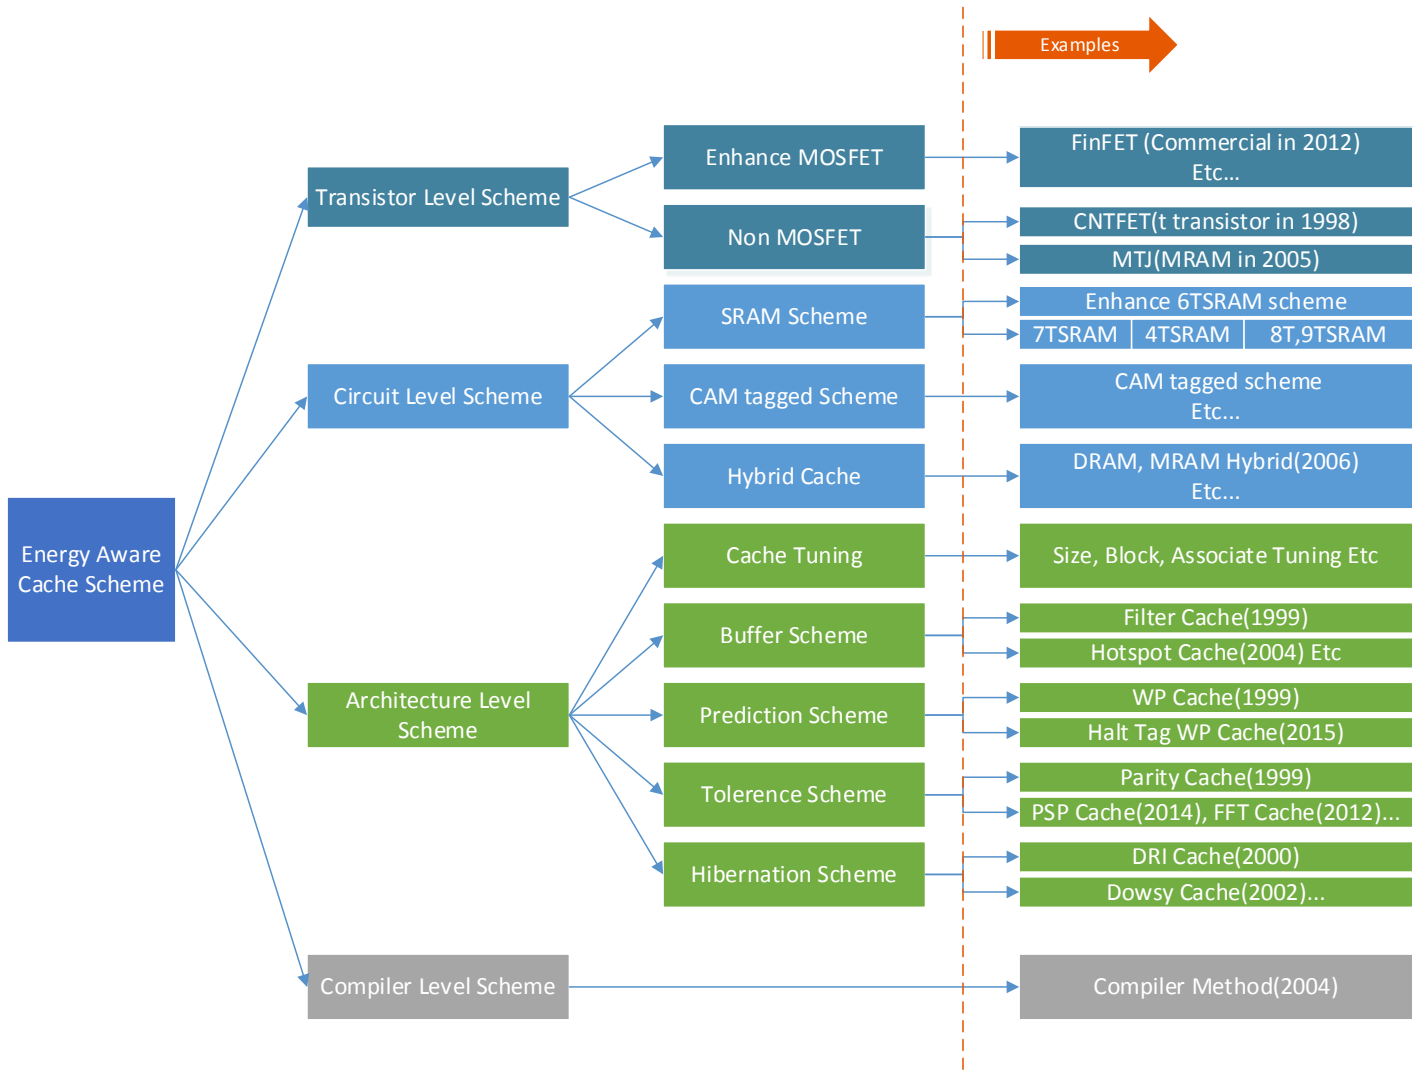 Examples
Energy Aware
Cache Scheme
Transistor Level Scheme
Enhance MOSFET
FinFET (Commercial in 2012)
Etc...
Non MOSFET
CNTFET(t transistor in 1998)
MTJ(MRAM in 2005)
Circuit Level Scheme
SRAM Scheme
Enhance 6TSRAM scheme
7TSRAM 4TSRAM 8T,9TSRAM
CAM tagged Scheme
CAM tagged scheme
Etc...
Hybrid Cache
DRAM, MRAM Hybrid(2006)
Etc...
Architecture Level
Scheme
Cache Tuning
Size, Block, Associate Tuning Etc
Buffer Scheme
Filter Cache(1999)
Hotspot Cache(2004) Etc
Prediction Scheme
WP Cache(1999)
Halt Tag WP Cache(2015)
Tolerence Scheme
Parity Cache(1999)
PSP Cache(2014), FFT Cache(2012)...
Hibernation Scheme
DRI Cache(2000)
Dowsy Cache(2002)...
Compiler Level Scheme
Compiler Method(2004)